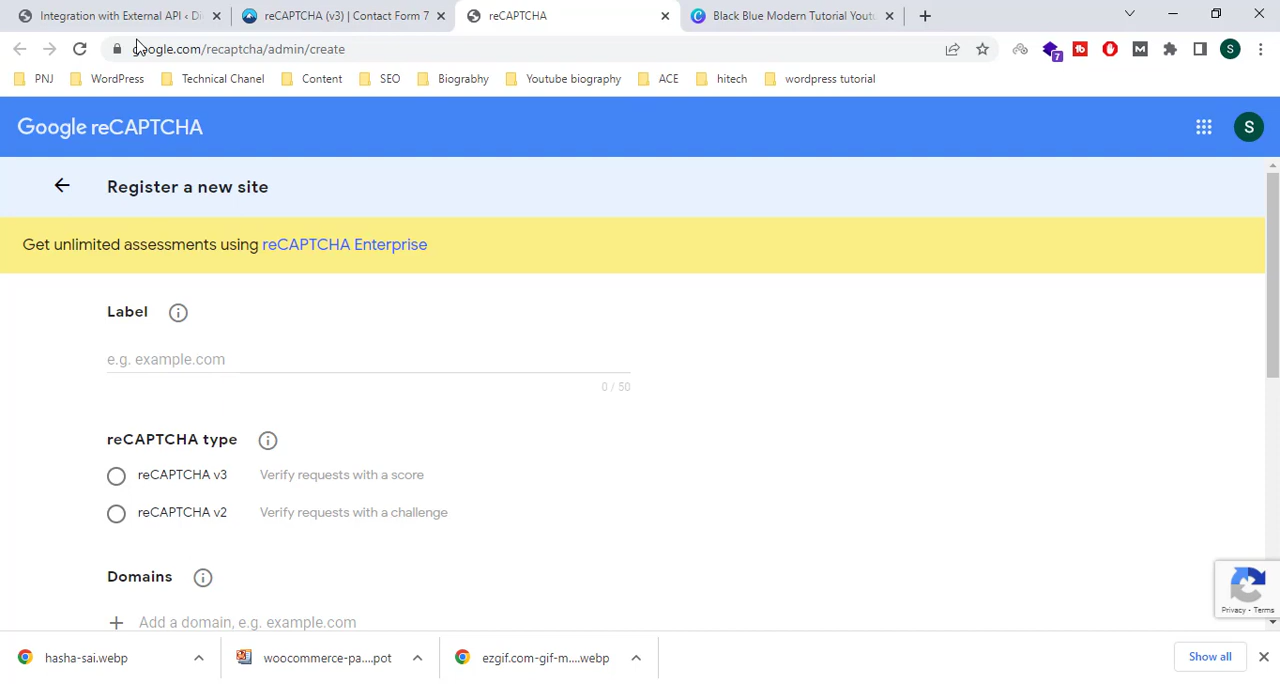 Integration with External API ‹ Di
reCAPTCHA (v3) | Contact Form 7
reCAPTCHA
Black Blue Modern Tutorial Yout
google.com/recaptcha/admin/create
7
S
PNJ
WordPress
Technical Chanel
Content
SEO
Biograbhy
Youtube biography
ACE
hitech
wordpress tutorial
Google reCAPTCHA
S
Register a new site
Get unlimited assessments using reCAPTCHA Enterprise
Label
e.g. example.com
0 / 50
reCAPTCHA type
reCAPTCHA v3 Verify requests with a score
reCAPTCHA v2 Verify requests with a challenge
Domains
Add a domain, e.g. example.com
Privacy - Terms
hasha-sai.webp
woocommerce-pa....pot
ezgif.com-gif-m....webp
Show all